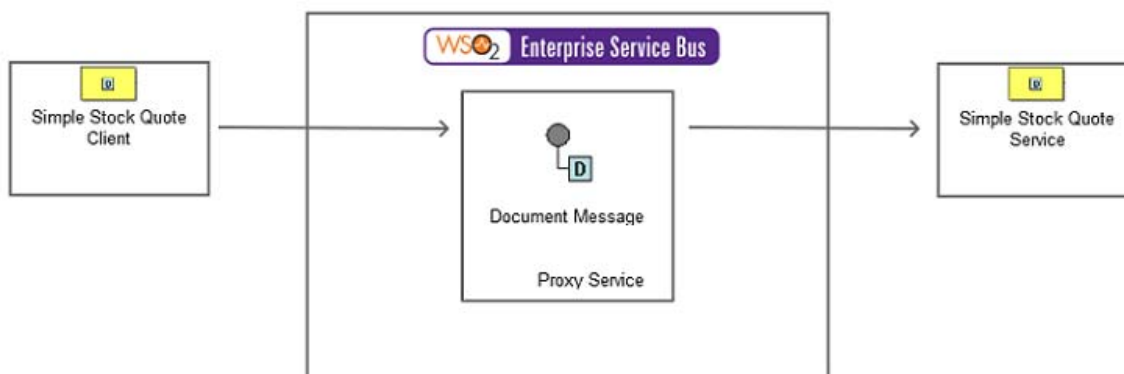 WSO2 Enterprise Service Bus
D
Simple Stock Quote
Client
D
Document Message
Proxy Service
D
Simple Stock Quote
Service